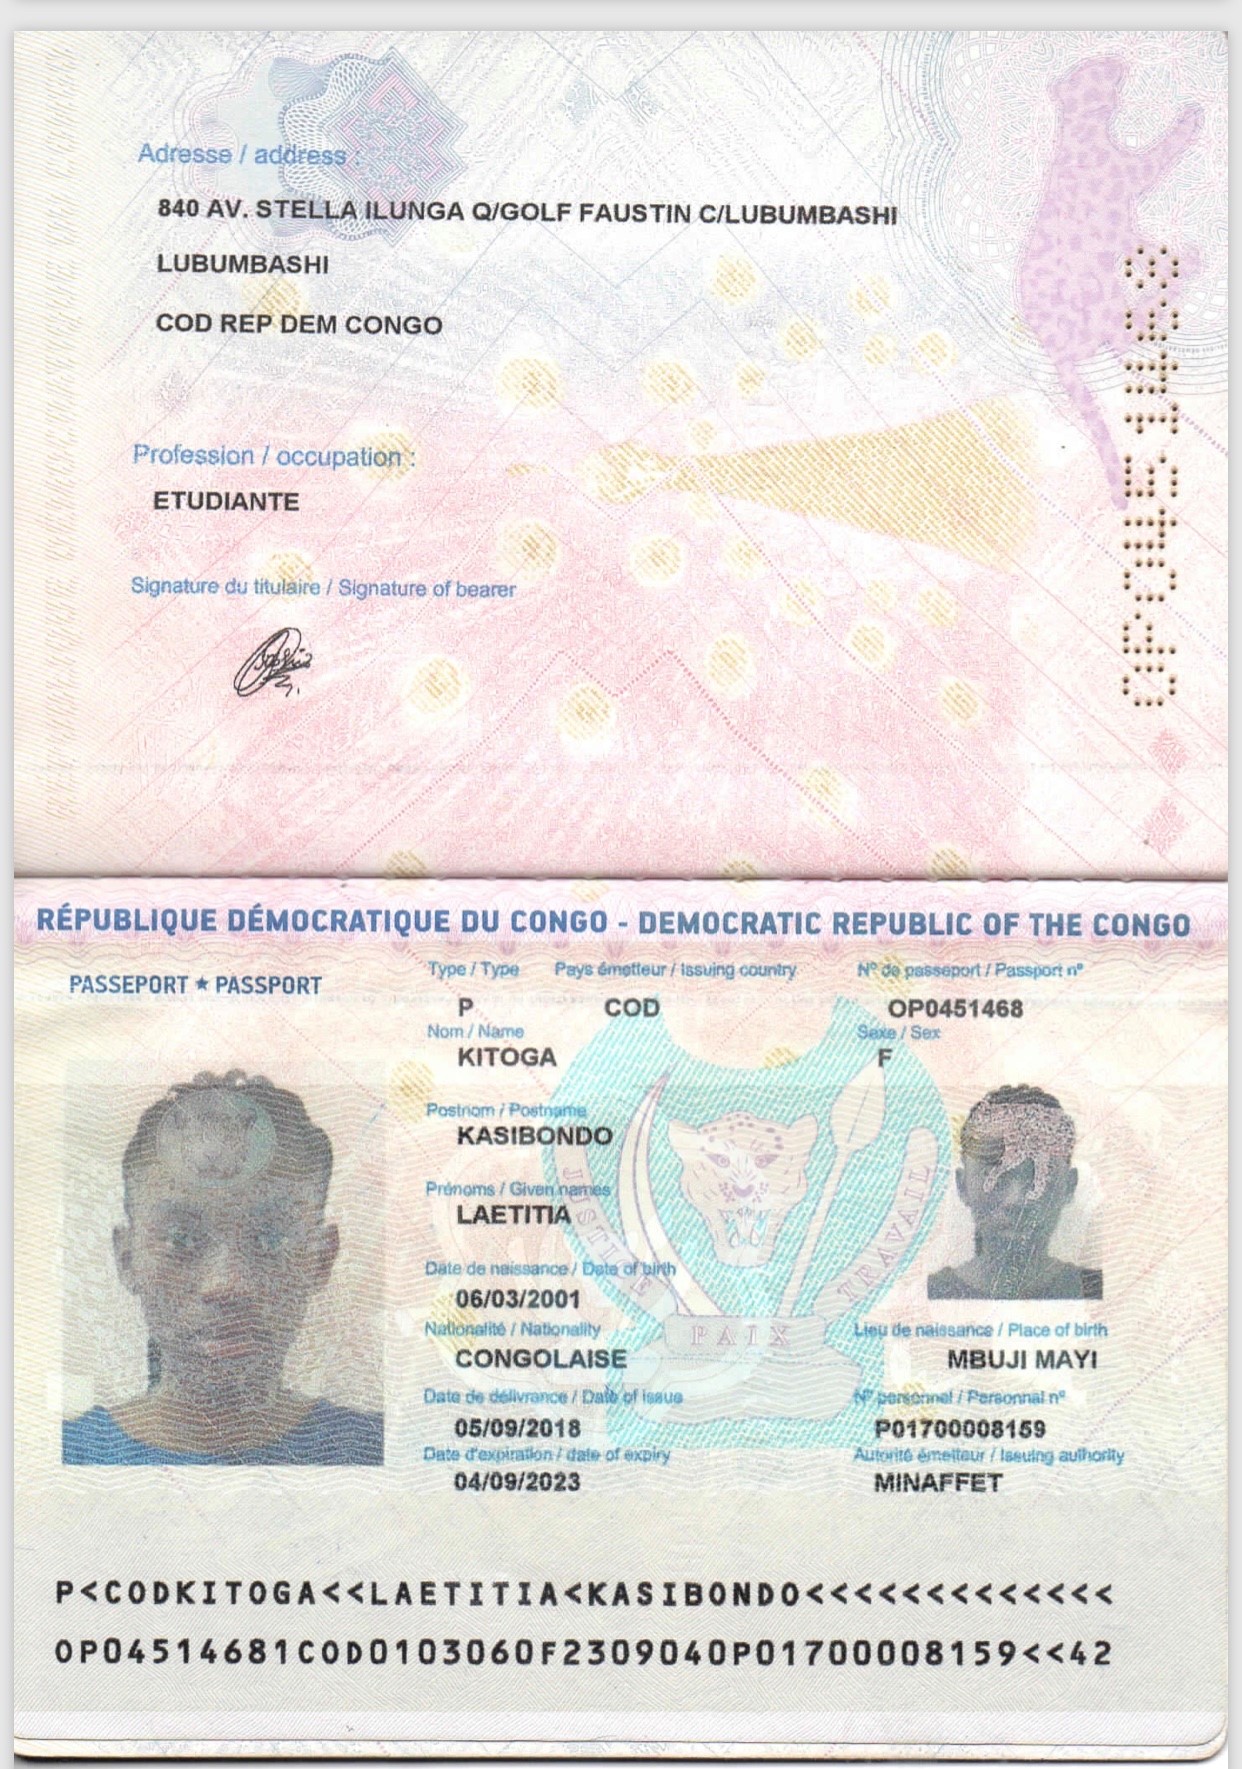 Adresse / address :
840 AV. STELLA ILUNGA Q/GOLF FAUSTIN C/LUBUMBASHI
LUBUMBASHI
COD REP DEM CONGO
Profession / occupation :
ETUDIANTE
Signature du titulaire / Signature of bearer
OP0451468
RÉPUBLIQUE DÉMOCRATIQUE DU CONGO - DEMOCRATIC REPUBLIC OF THE CONGO
PASSEPORT ★ PASSPORT
Type / Type Pays émetteur / Issuing country N° de passeport / Passport n°
P COD OP0451468
Nom / Name Sexe / Sex
KITOGA F
Postnom / Postname
KASIBONDO
Prénoms / Given names
LAETITIA
Date de naissance / Date of birth
06/03/2001
Nationalité / Nationality Lieu de naissance / Place of birth
CONGOLAISE MBUJI MAYI
Date de délivrance / Date of issue N° personnel / Personnal n°
05/09/2018 P01700008159
Date d'expiration / date of expiry Autorité émetteur / Issuing authority
04/09/2023 MINAFFET
JUSTICE PAIX TRAVAIL
P<CODKITOGA<<LAETITIA<KASIBONDO<<<<<<<<<<<<<
OP04514681COD0103060F2309040P01700008159<<42